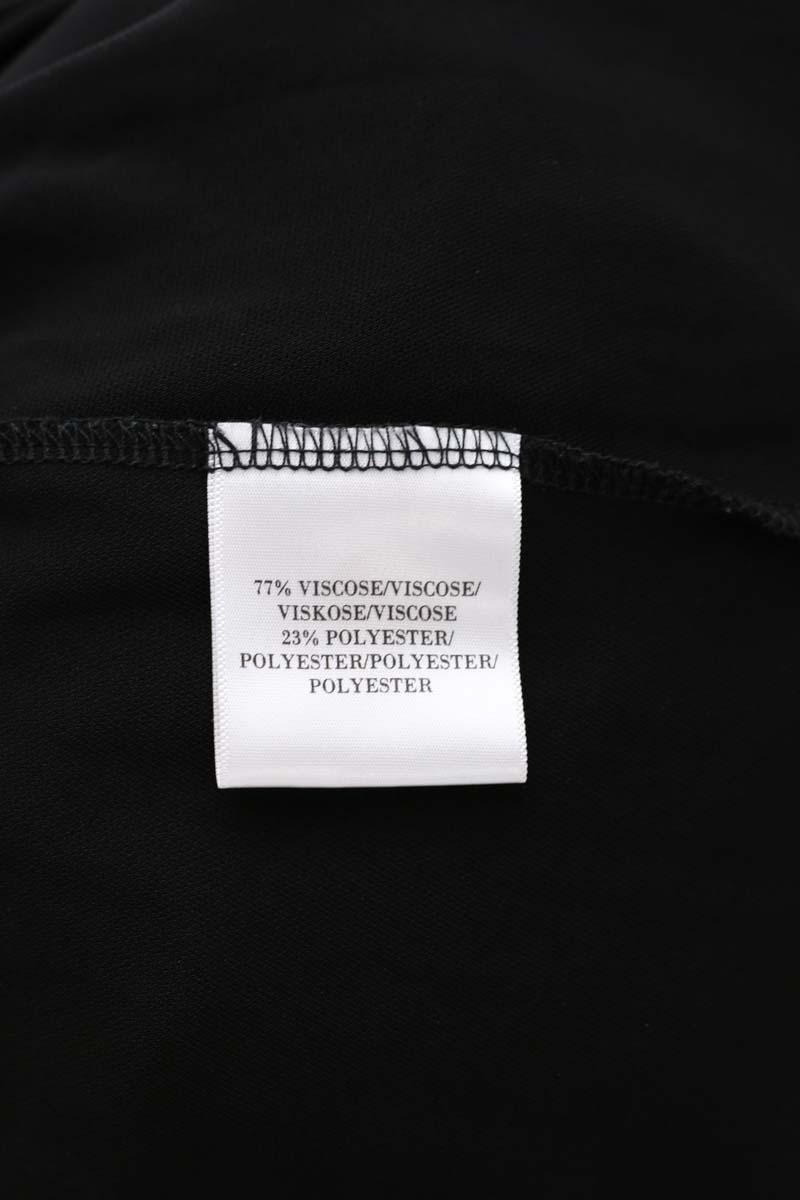 77% VISCOSE/VISCOSE/
VISKOSE/VISCOSE
23% POLYESTER/
POLYESTER/POLYESTER/
POLYESTER